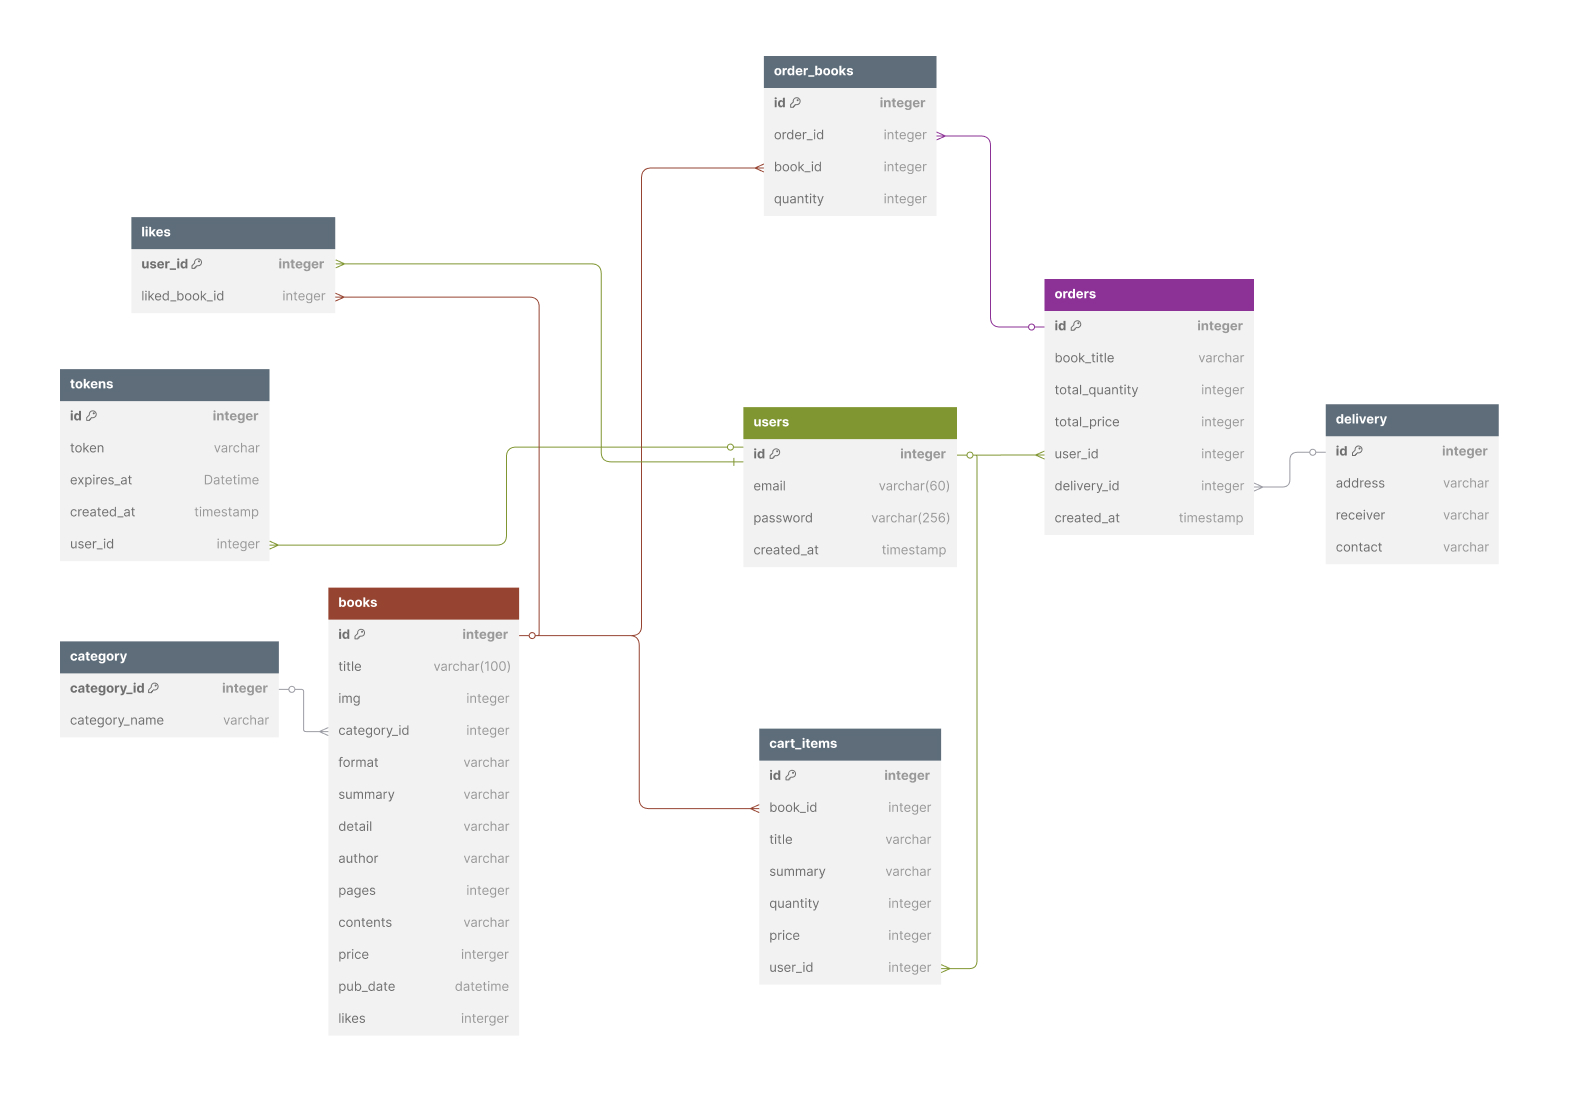 order_books
id integer
order_id integer
book_id integer
quantity integer
likes
user_id integer
liked_book_id integer
orders
id integer
book_title varchar
total_quantity integer
total_price integer
user_id integer
delivery_id integer
created_at timestamp
tokens
id integer
token varchar
expires_at Datetime
created_at timestamp
user_id integer
users
id integer
email varchar(60)
password varchar(256)
created_at timestamp
delivery
id integer
address varchar
receiver varchar
contact varchar
books
id integer
title varchar(100)
img integer
category_id integer
format varchar
summary varchar
detail varchar
author varchar
pages integer
contents varchar
price interger
pub_date datetime
likes interger
category
category_id integer
category_name varchar
cart_items
id integer
book_id integer
title varchar
summary varchar
quantity integer
price integer
user_id integer